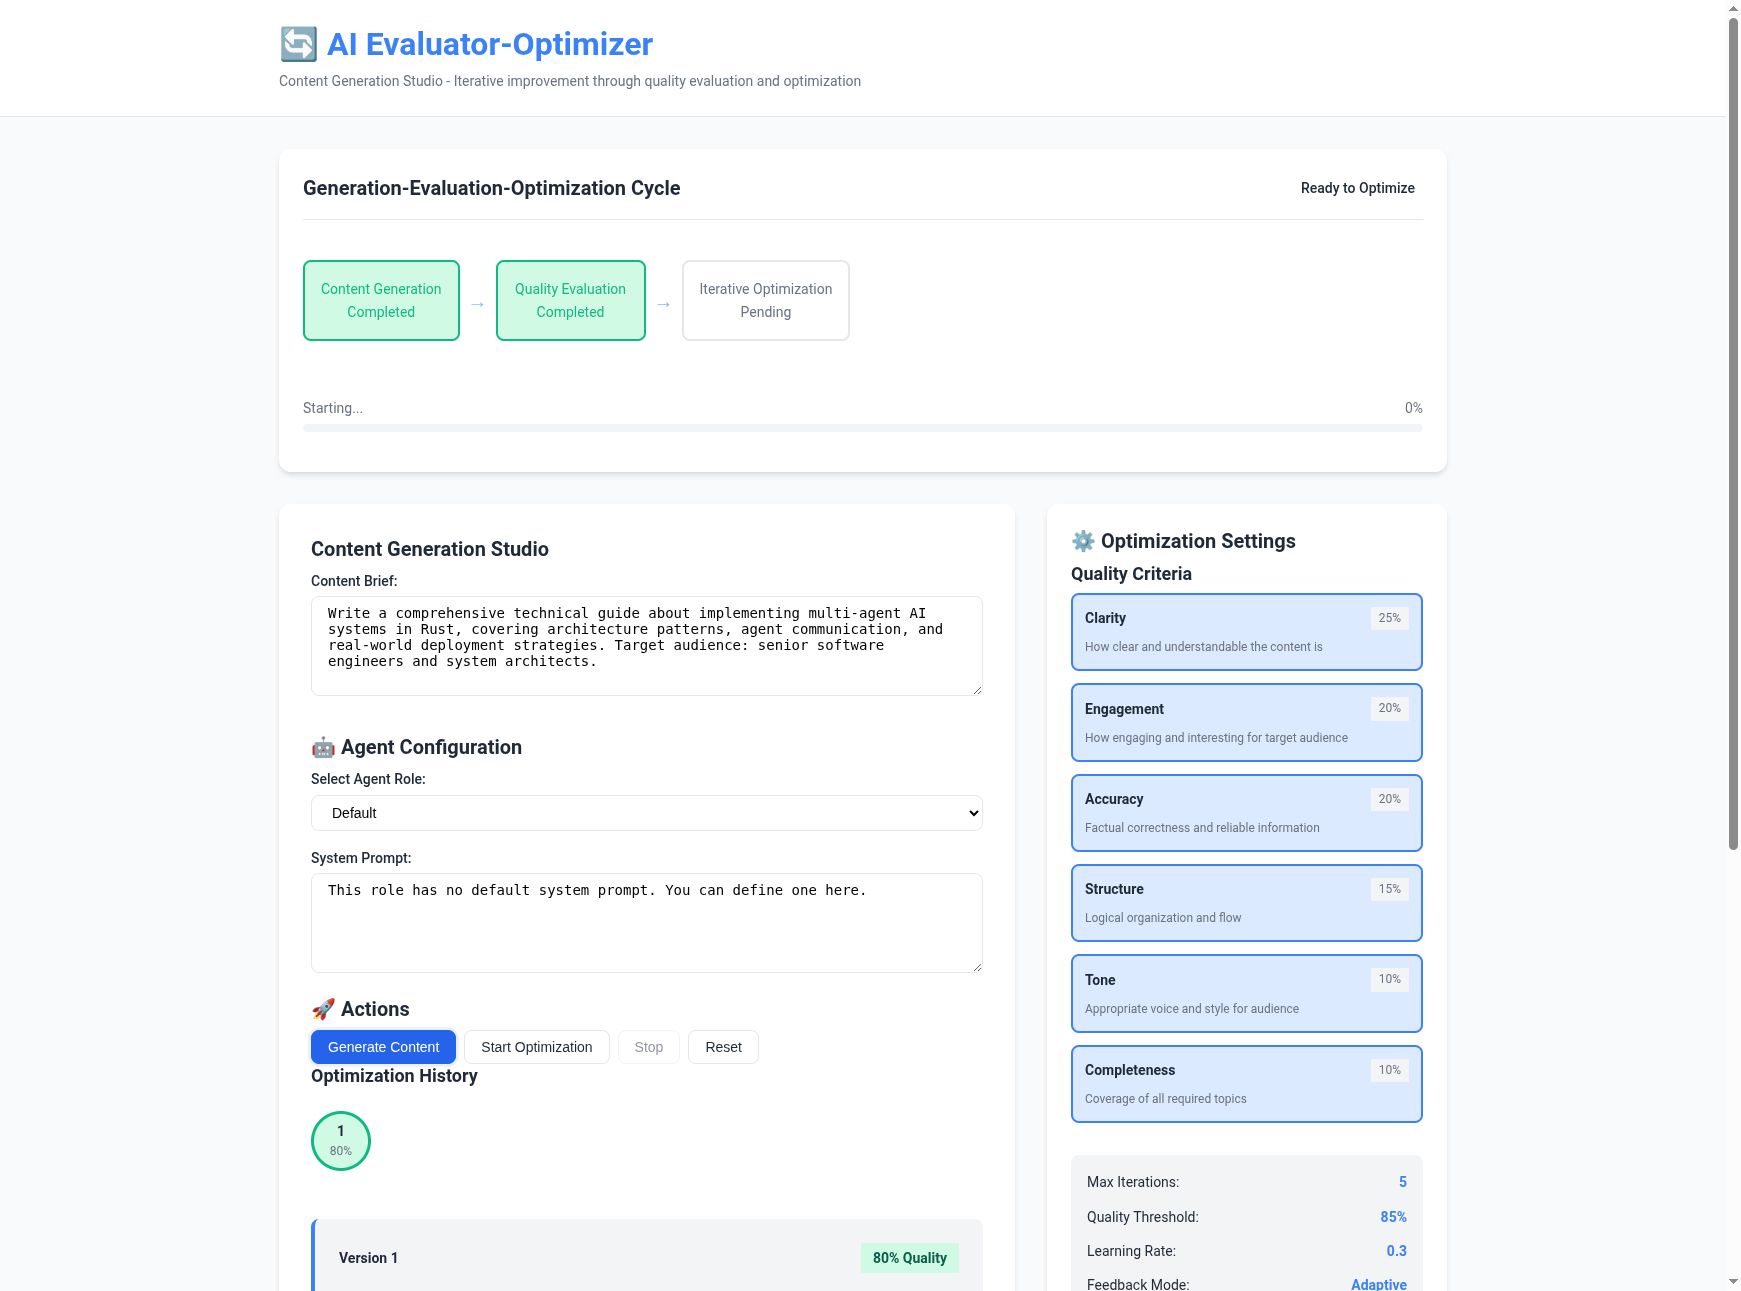 AI Evaluator-Optimizer
Content Generation Studio - Iterative improvement through quality evaluation and optimization
Generation-Evaluation-Optimization Cycle
Ready to Optimize
Content Generation
Completed
→
Quality Evaluation
Completed
→
Iterative Optimization
Pending
Starting...
0%
Content Generation Studio
Content Brief:
Write a comprehensive technical guide about implementing multi-agent AI
systems in Rust, covering architecture patterns, agent communication, and
real-world deployment strategies. Target audience: senior software
engineers and system architects.
🤖 Agent Configuration
Select Agent Role:
Default
System Prompt:
This role has no default system prompt. You can define one here.
🚀 Actions
Generate Content
Start Optimization
Stop
Reset
Optimization History
1
80%
Version 1
80% Quality
⚙️ Optimization Settings
Quality Criteria
Clarity
25%
How clear and understandable the content is
Engagement
20%
How engaging and interesting for target audience
Accuracy
20%
Factual correctness and reliable information
Structure
15%
Logical organization and flow
Tone
10%
Appropriate voice and style for audience
Completeness
10%
Coverage of all required topics
Max Iterations:
5
Quality Threshold:
85%
Learning Rate:
0.3
Feedback Mode:
Adaptive